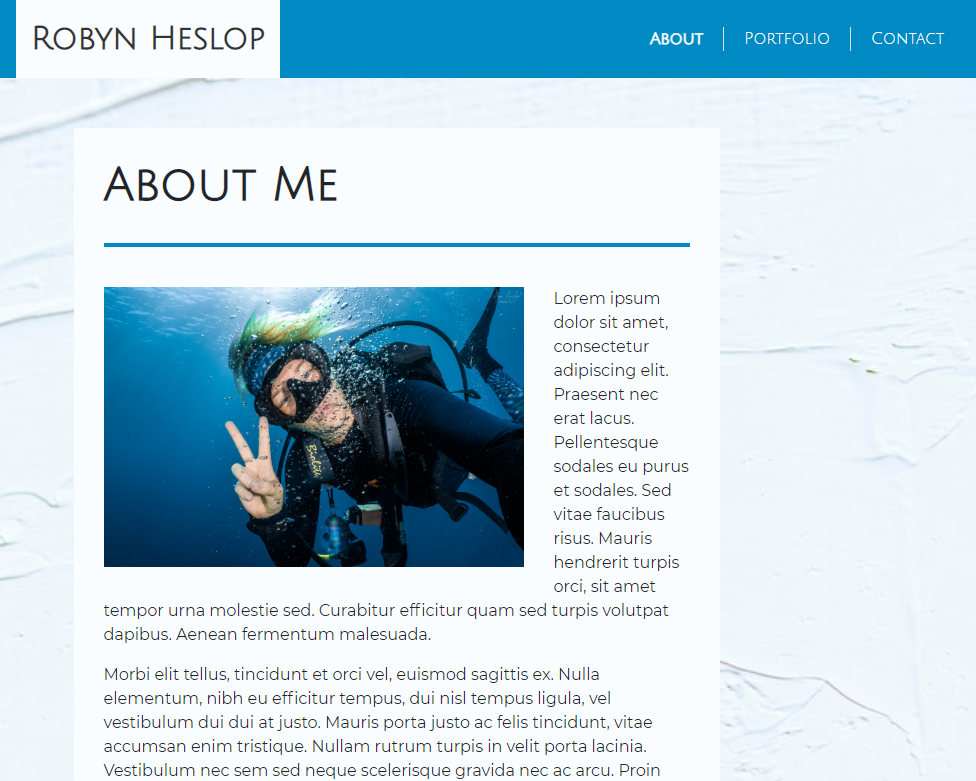 Robyn Heslop
About
Portfolio
Contact
About Me
Lorem ipsum
dolor sit amet,
consectetur
adipiscing elit.
Praesent nec
erat lacus.
Pellentesque
sodales eu purus
et sodales. Sed
vitae faucibus
risus. Mauris
hendrerit turpis
orci, sit amet
tempor urna molestie sed. Curabitur efficitur quam sed turpis volutpat
dapibus. Aenean fermentum malesuada.
Morbi elit tellus, tincidunt et orci vel, euismod sagittis ex. Nulla
elementum, nibh eu efficitur tempus, dui nisl tempus ligula, vel
vestibulum dui dui at justo. Mauris porta justo ac felis tincidunt, vitae
accumsan enim tristique. Nullam rutrum turpis in velit porta lacinia.
Vestibulum nec sem sed neque scelerisque gravida nec ac arcu. Proin